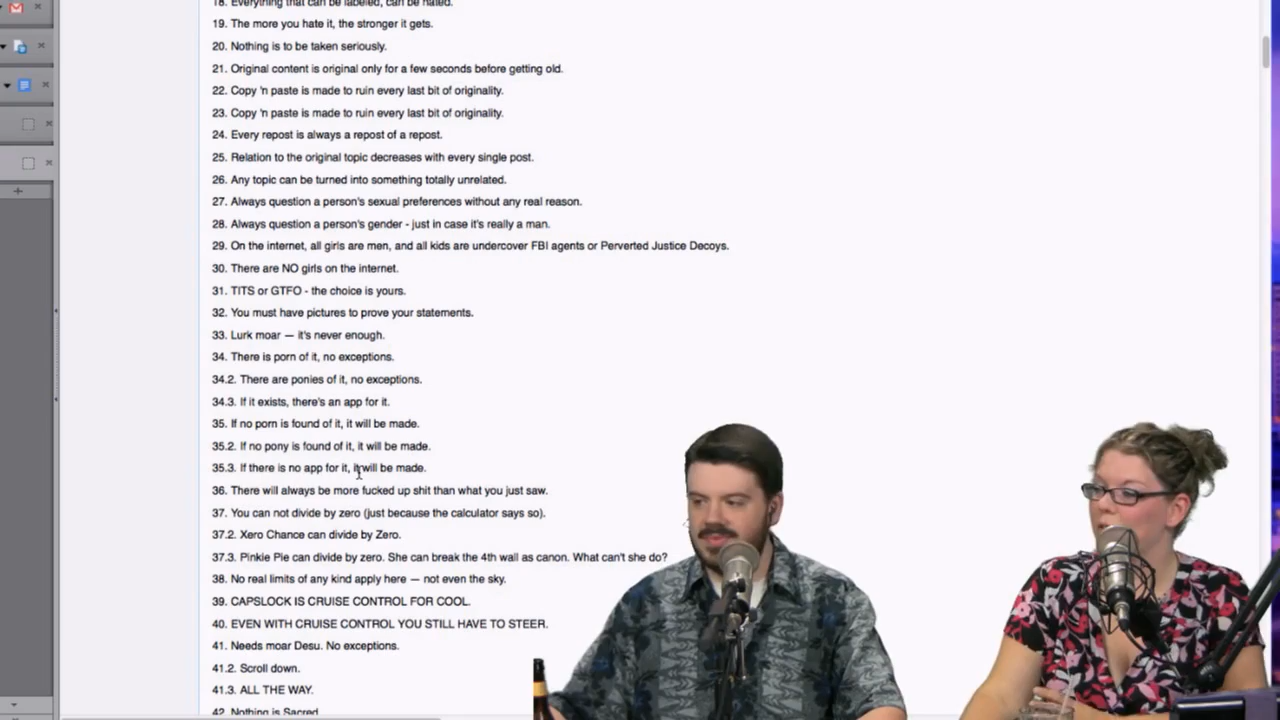 18. Everything that can be labeled, can be hated.
19. The more you hate it, the stronger it gets.
20. Nothing is to be taken seriously.
21. Original content is original only for a few seconds before getting old.
22. Copy 'n paste is made to ruin every last bit of originality.
23. Copy 'n paste is made to ruin every last bit of originality.
24. Every repost is always a repost of a repost.
25. Relation to the original topic decreases with every single post.
26. Any topic can be turned into something totally unrelated.
27. Always question a person's sexual preferences without any real reason.
28. Always question a person's gender - just in case it's really a man.
29. On the internet, all girls are men, and all kids are undercover FBI agents or Perverted Justice Decoys.
30. There are NO girls on the internet.
31. TITS or GTFO - the choice is yours.
32. You must have pictures to prove your statements.
33. Lurk moar — it's never enough.
34. There is porn of it, no exceptions.
34.2. There are ponies of it, no exceptions.
34.3. If it exists, there's an app for it.
35. If no porn is found of it, it will be made.
35.2. If no pony is found of it, it will be made.
35.3. If there is no app for it, it will be made.
36. There will always be more fucked up shit than what you just saw.
37. You can not divide by zero (just because the calculator says so).
37.2. Xero Chance can divide by Zero.
37.3. Pinkie Pie can divide by zero. She can break the 4th wall as canon. What can't she do?
38. No real limits of any kind apply here — not even the sky.
39. CAPSLOCK IS CRUISE CONTROL FOR COOL.
40. EVEN WITH CRUISE CONTROL YOU STILL HAVE TO STEER.
41. Needs moar Desu. No exceptions.
41.2. Scroll down.
41.3. ALL THE WAY.
42. Nothing is Sacred.